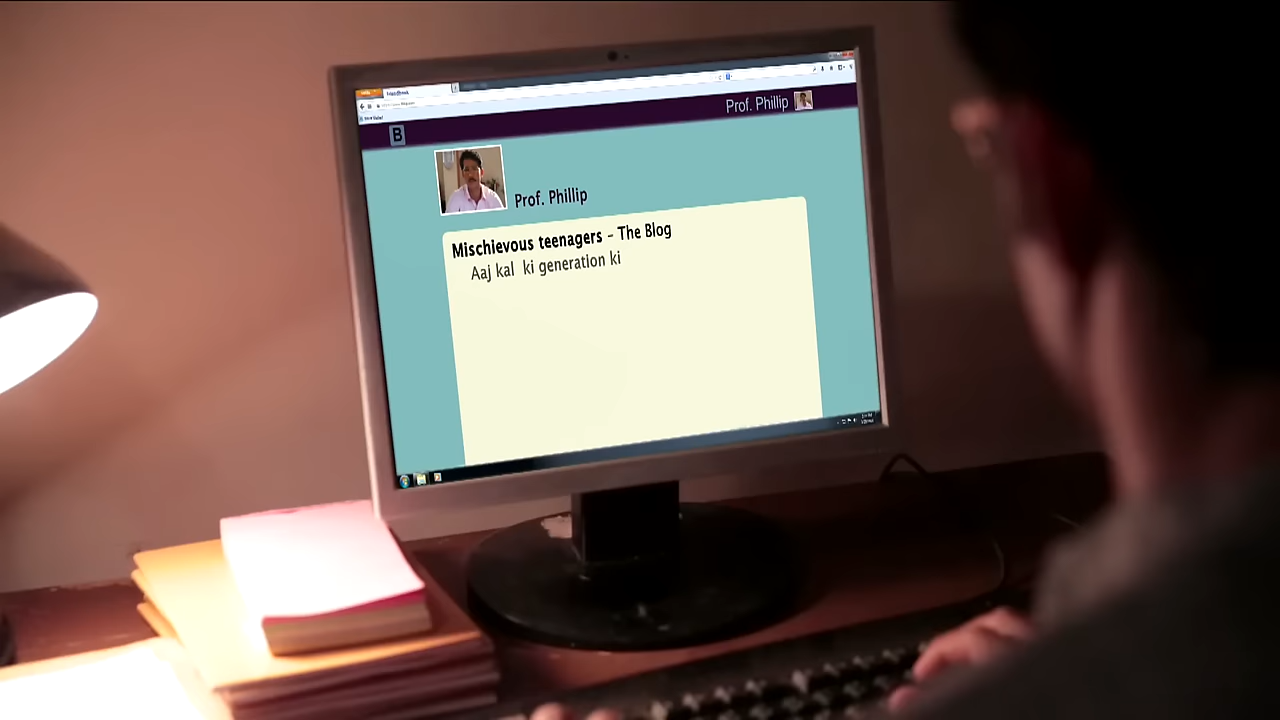 Prof. Phillip
B
Prof. Phillip
Mischievous teenagers - The Blog
Aaj kal ki generation ki